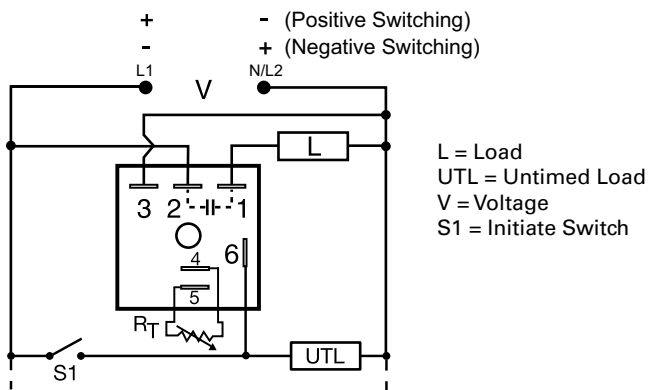 + - (Positive Switching)
- + (Negative Switching)
L1 N/L2
V
L
3 2 1
6
4
5
RT
S1
UTL
L = Load
UTL = Untimed Load
V = Voltage
S1 = Initiate Switch